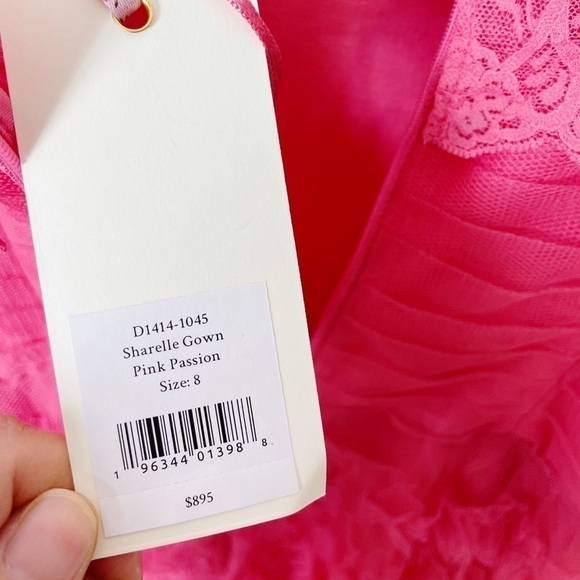 D1414-1045
Sharelle Gown
Pink Passion
Size: 8
1 96344 01398 8
$895